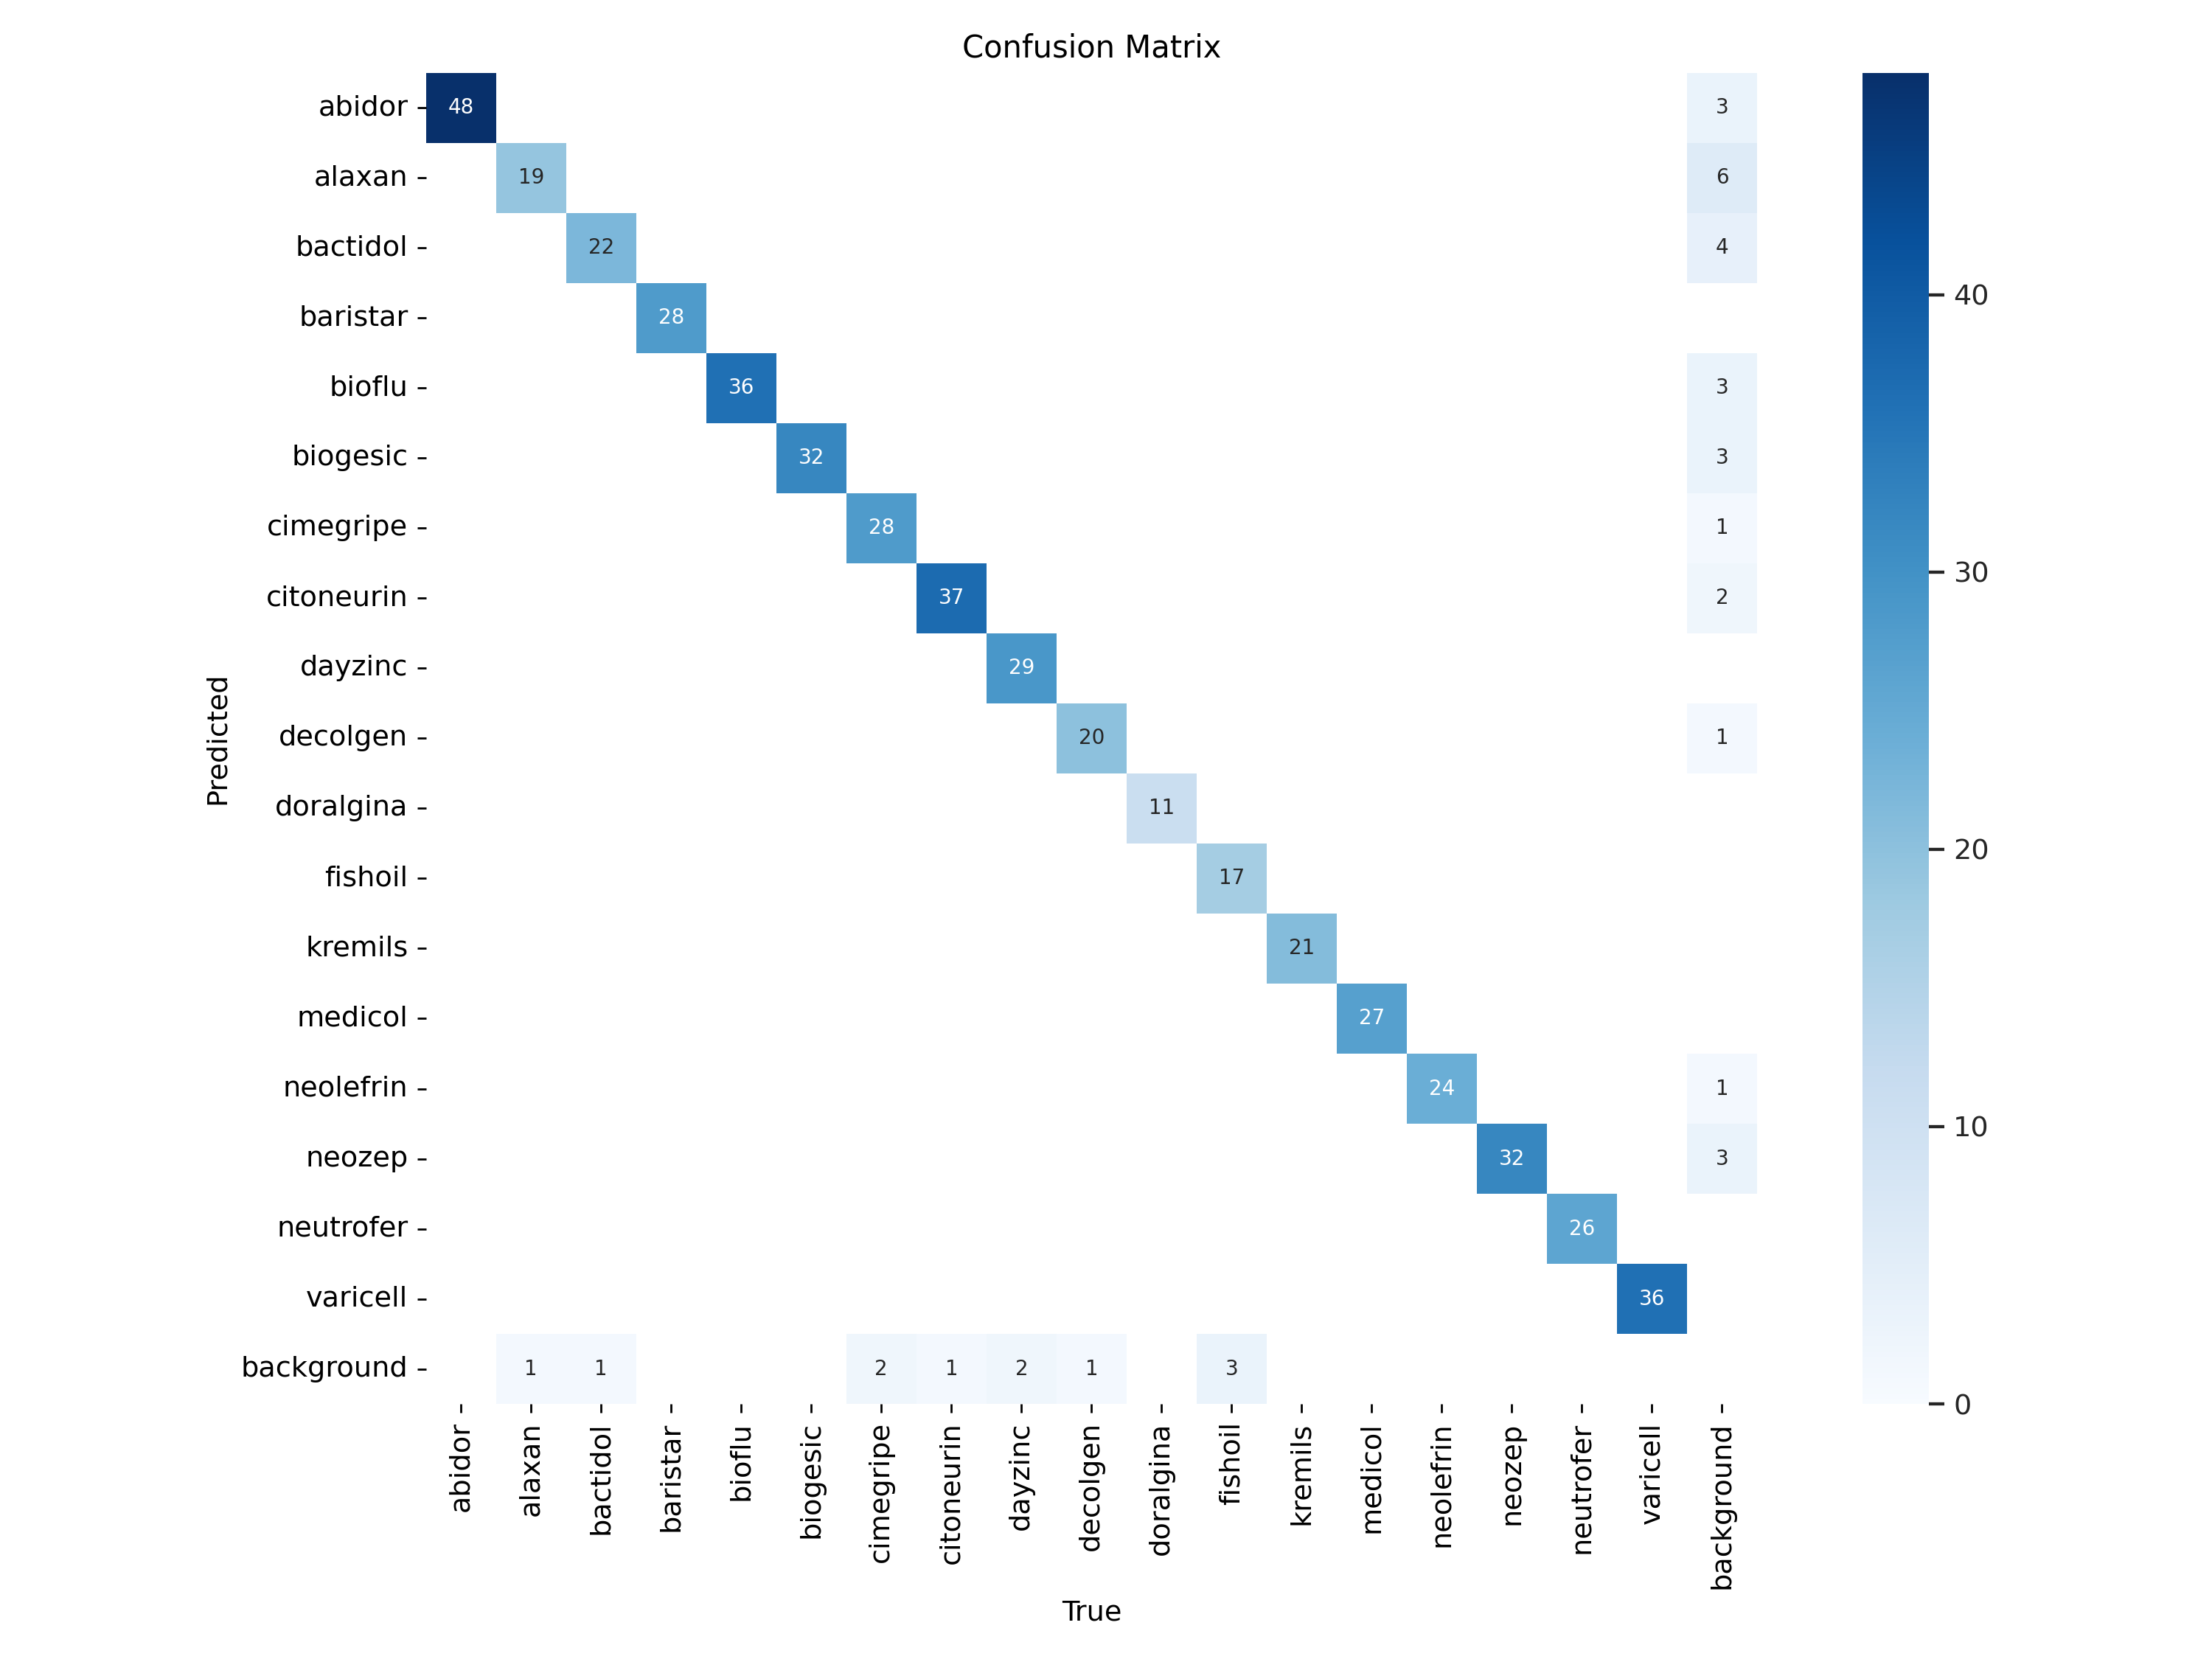 Confusion Matrix
abidor 48 3
alaxan 19 6
bactidol 22 4
baristar 28
40
bioflu 36 3
biogesic 32 3
cimegripe 28 1
30
citoneurin 37 2
dayzinc 29
Predicted
decolgen 20 1
doralgina 11
20
fishoil 17
kremils 21
medicol 27
neolefrin 24 1
10
neozep 32 3
neutrofer 26
varicell 36
background 1 1 2 1 2 1 3
0
abidor alaxan bactidol baristar bioflu biogesic cimegripe citoneurin dayzinc decolgen doralgina fishoil kremils medicol neolefrin neozep neutrofer varicell background
True